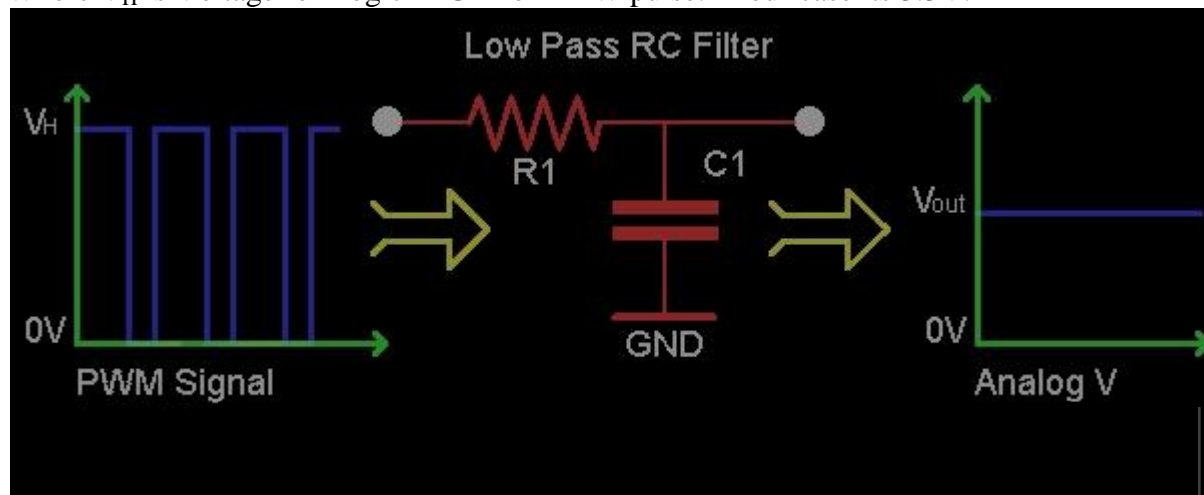 Low Pass RC Filter
VH
R1
C1
Vout
0V
GND
0V
PWM Signal
Analog V